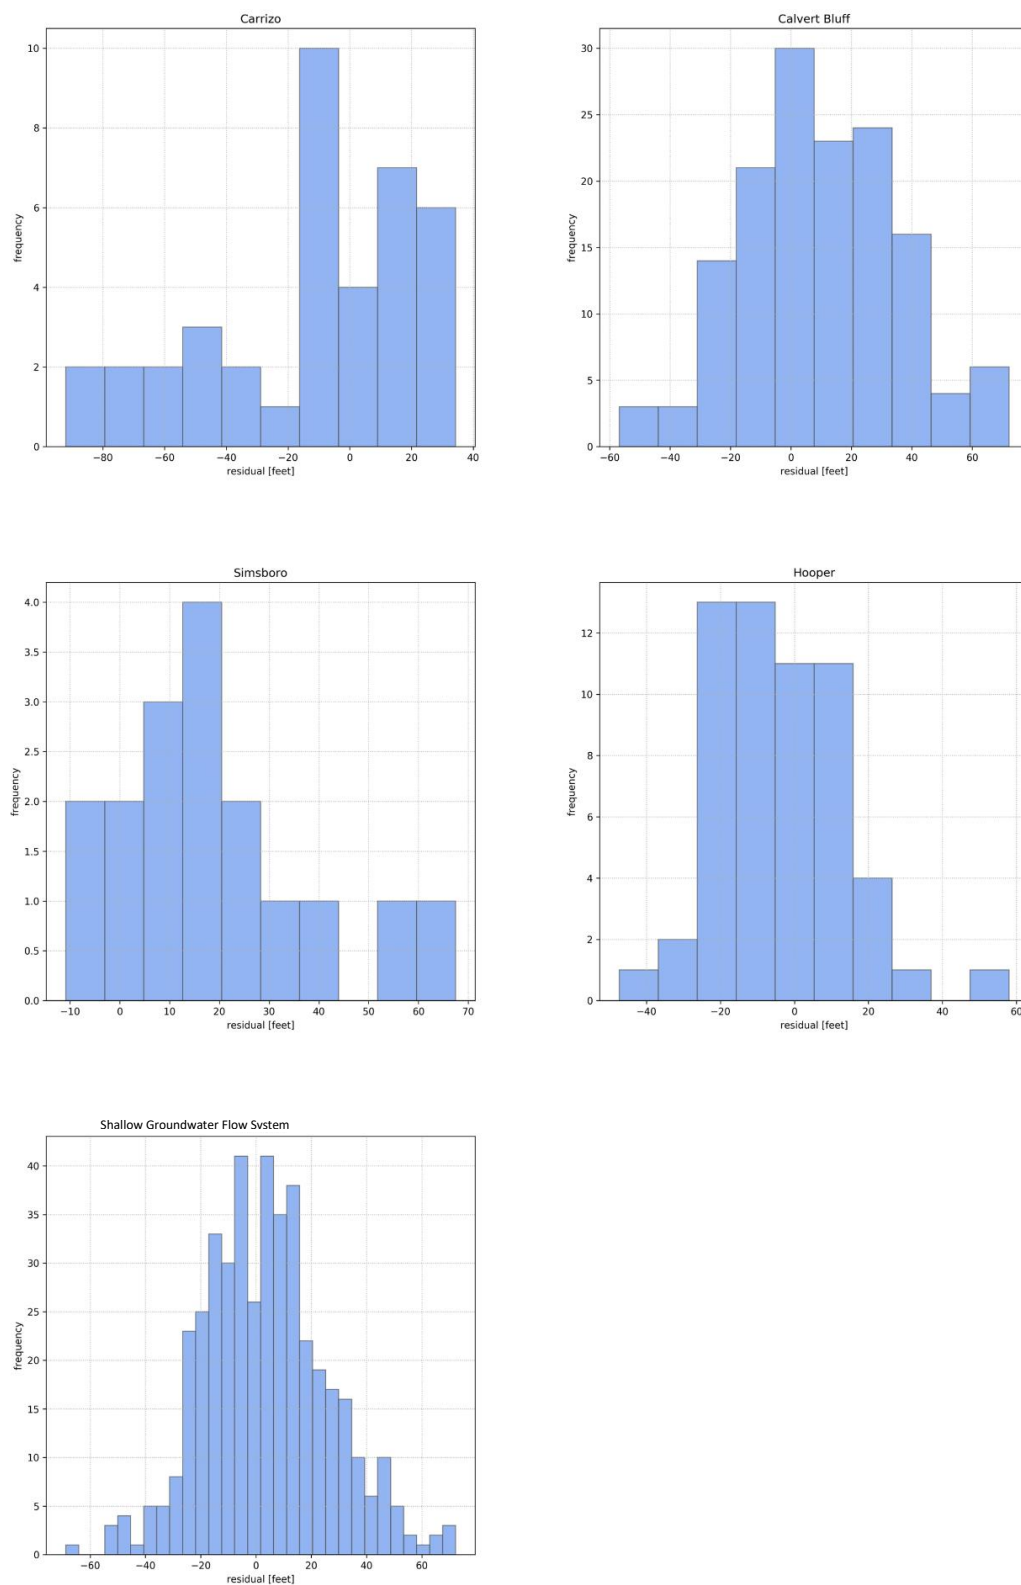 Carrizo
10
8
6
4
2
0
frequency
−80 −60 −40 −20 0 20 40
residual [feet]
Calvert Bluff
30
25
20
15
10
5
0
frequency
−60 −40 −20 0 20 40 60
residual [feet]
Simsboro
4.0
3.5
3.0
2.5
2.0
1.5
1.0
0.5
0.0
frequency
−10 0 10 20 30 40 50 60 70
residual [feet]
Hooper
12
10
8
6
4
2
0
frequency
−40 −20 0 20 40 60
residual [feet]
Shallow Groundwater Flow System
40
35
30
25
20
15
10
5
0
frequency
−60 −40 −20 0 20 40 60
residual [feet]